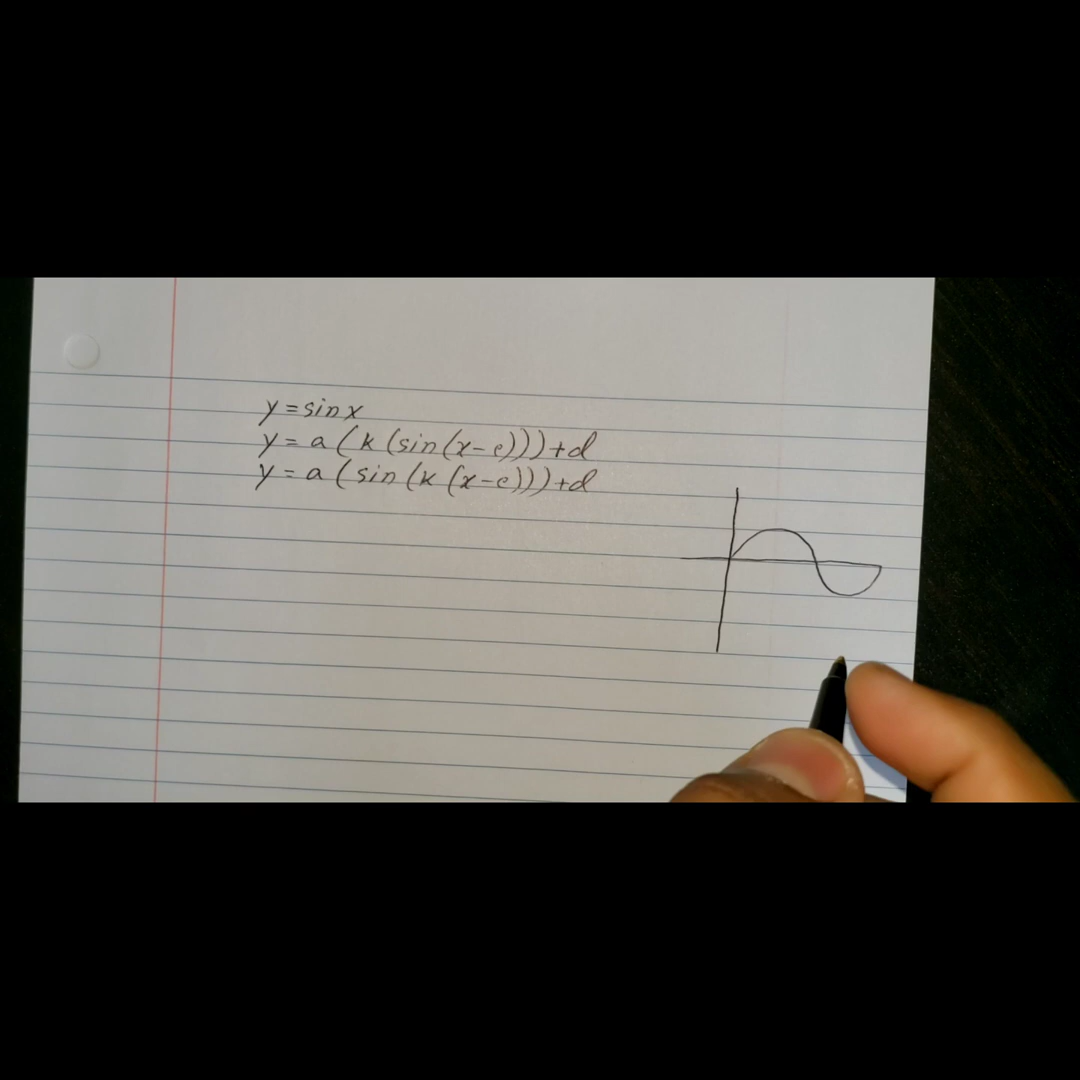 y = sin x
y = a (k (sin (x - c))) + d
y = a (sin (k (x - c))) + d